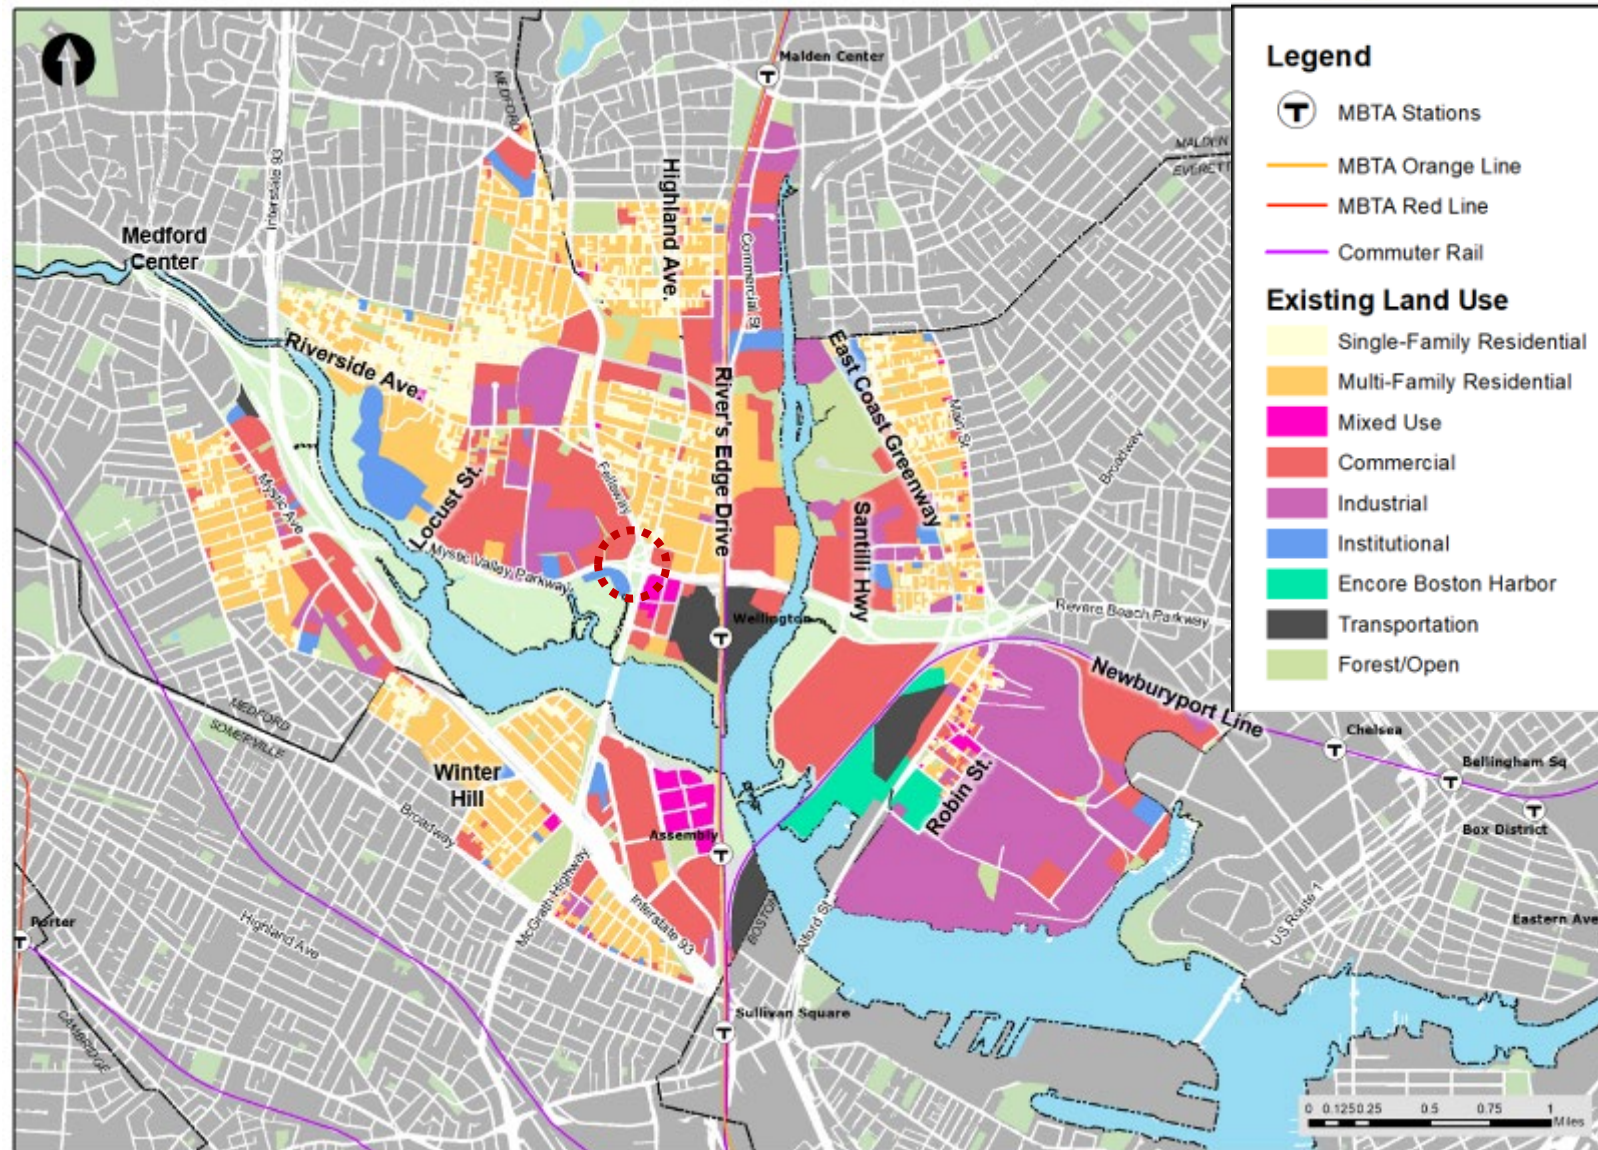 Malden Center
MEDFORD
MALDEN
EVERETT
Interstate 93
Highland Ave.
Medford
Center
Commercial St
Riverside Ave.
East Coast Greenway
River's Edge Drive
Main St
Broadway
Fellsway
Locust St.
Mystic Ave
Santilli Hwy
Mystic Valley Parkway
Wellington
Revere Beach Parkway
Newburyport Line
MEDFORD
SOMERVILLE
Chelsea
Bellingham Sq
Box District
Winter
Hill
Robin St.
Broadway
Assembly
McGrath Highway
Interstate 93
BOSTON
Alford St
US Route 1
Eastern Ave
Porter
Highland Ave
Sullivan Square
CAMBRIDGE
Legend
T MBTA Stations
MBTA Orange Line
MBTA Red Line
Commuter Rail
Existing Land Use
Single-Family Residential
Multi-Family Residential
Mixed Use
Commercial
Industrial
Institutional
Encore Boston Harbor
Transportation
Forest/Open
0 0.125 0.25 0.5 0.75 1
Miles